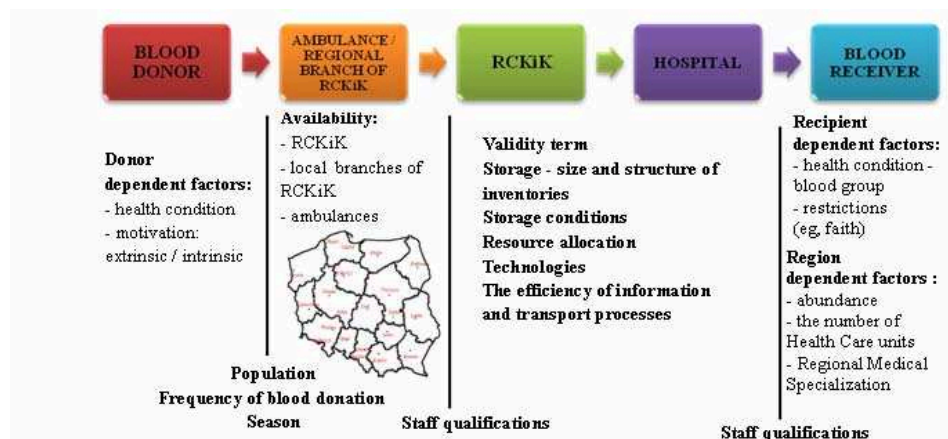 BLOOD
DONOR
AMBULANCE /
REGIONAL
BRANCH OF
RCKiK
RCKiK
HOSPITAL
BLOOD
RECEIVER
Donor
dependent factors:
- health condition
- motivation:
extrinsic / intrinsic
Availability:
- RCKiK
- local branches of
RCKiK
- ambulances
Population
Frequency of blood donation
Season
Validity term
Storage - size and structure of
inventories
Storage conditions
Resource allocation
Technologies
The efficiency of information
and transport processes
Staff qualifications
Recipient
dependent factors:
- health condition -
blood group
- restrictions
(eg, faith)
Region
dependent factors :
- abundance
- the number of
Health Care units
- Regional Medical
Specialization
Staff qualifications